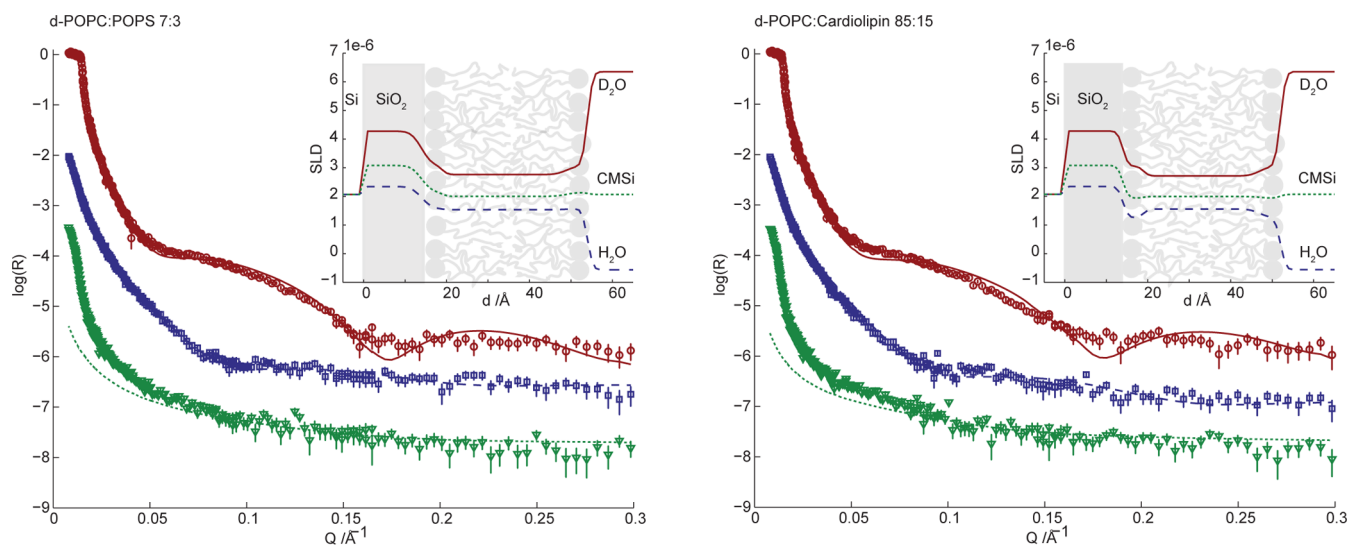 d-POPC:POPS 7:3
0
−1
−2
−3
−4
−5
−6
−7
−8
−9
log(R)
0
0.05
0.1
0.15
0.2
0.25
0.3
Q /Å⁻¹
7 1e-6
6
5
4
3
2
1
0
−1
SLD
Si
SiO₂
D₂O
CMSi
H₂O
0
20
40
60
d /Å
d-POPC:Cardiolipin 85:15
0
−1
−2
−3
−4
−5
−6
−7
−8
−9
log(R)
0
0.05
0.1
0.15
0.2
0.25
0.3
Q /Å⁻¹
7 1e-6
6
5
4
3
2
1
0
−1
SLD
Si
SiO₂
D₂O
CMSi
H₂O
0
20
40
60
d /Å